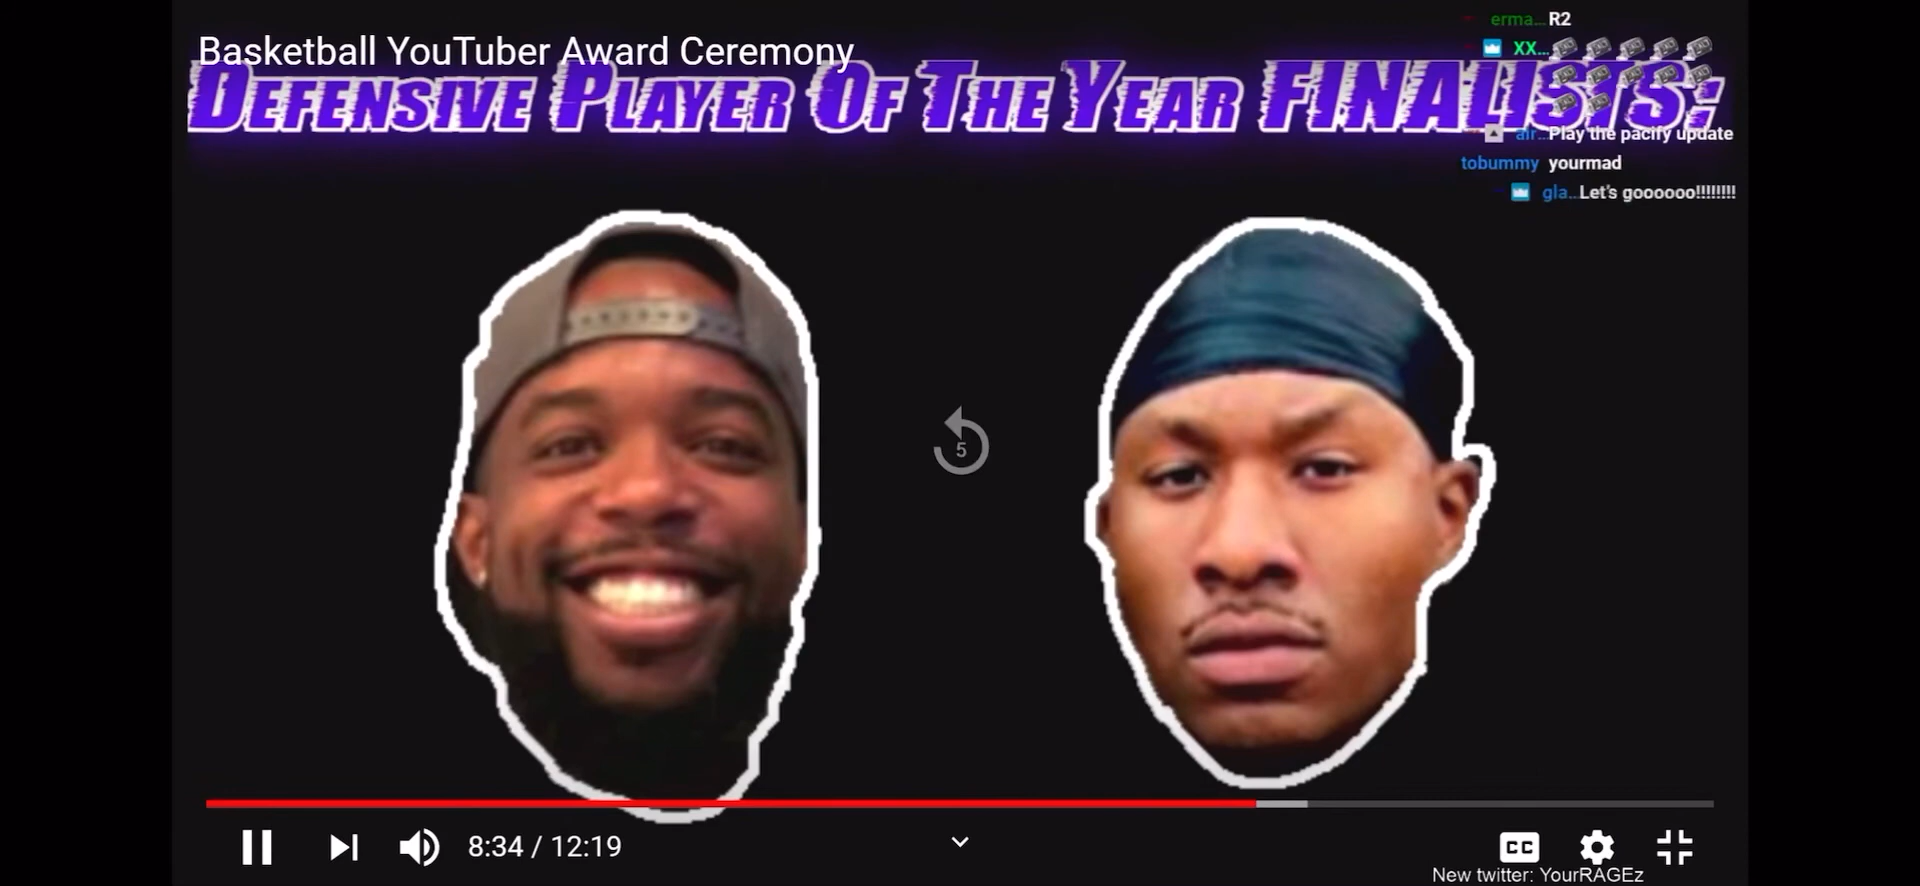 Basketball YouTuber Award Ceremony
DEFENSIVE PLAYER OF THE YEAR FINALISTS:
erma... R2
XX...
air... Play the pacify update
tobummy yourmad
gla... Let's goooooo!!!!!!!!
5
8:34 / 12:19
CC
New twitter: YourRAGEz